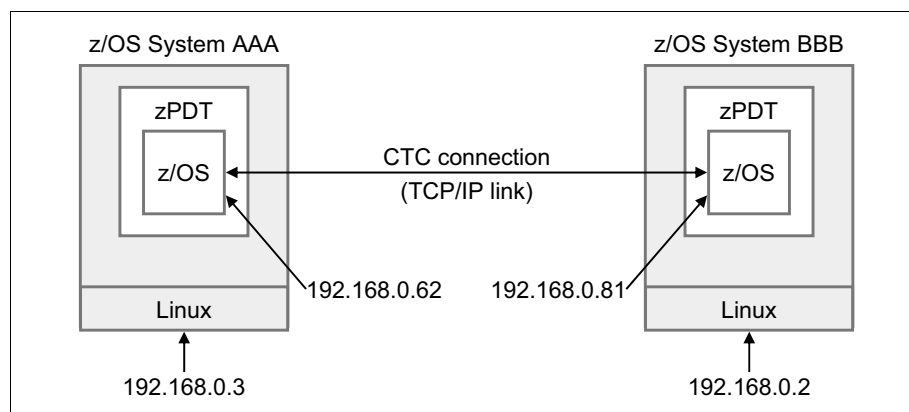 z/OS System AAA
z/OS System BBB
zPDT
zPDT
z/OS
CTC connection
z/OS
(TCP/IP link)
192.168.0.62
192.168.0.81
Linux
Linux
192.168.0.3
192.168.0.2